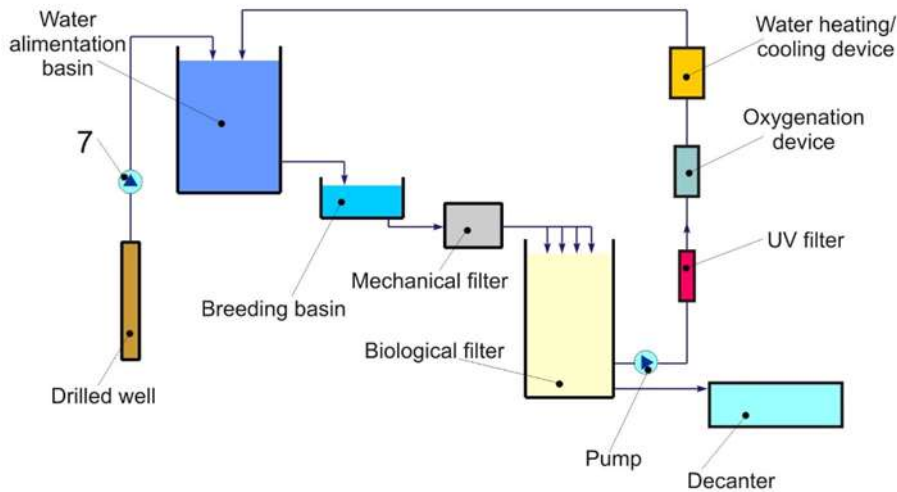 Water
alimentation
basin
Water heating/
cooling device
Oxygenation
device
7
UV filter
Mechanical filter
Breeding basin
Biological filter
Drilled well
Pump
Decanter